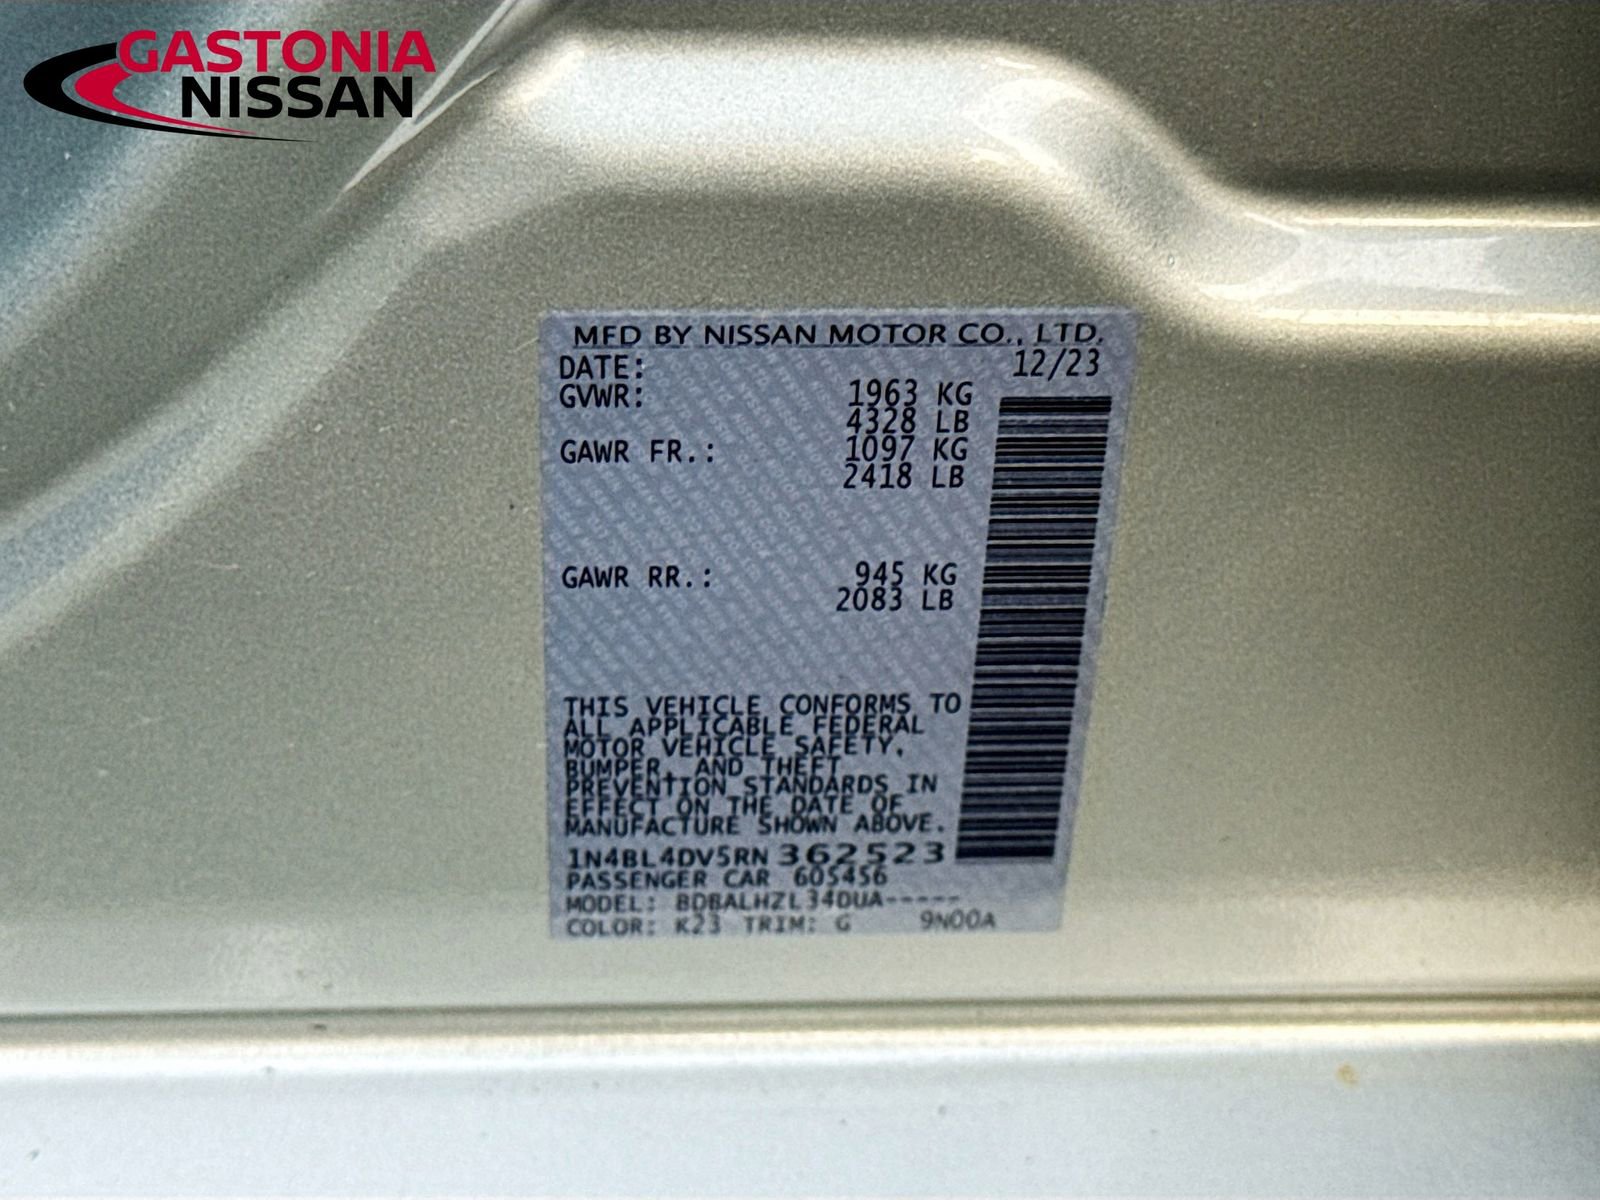 GASTONIA
NISSAN
MFD BY NISSAN MOTOR CO., LTD.
DATE: 12/23
GVWR: 1963 KG
4328 LB
GAWR FR.: 1097 KG
2418 LB
GAWR RR.: 945 KG
2083 LB
THIS VEHICLE CONFORMS TO
ALL APPLICABLE FEDERAL
MOTOR VEHICLE SAFETY,
BUMPER, AND THEFT
PREVENTION STANDARDS IN
EFFECT ON THE DATE OF
MANUFACTURE SHOWN ABOVE.
1N4BL4DV5RN362523
PASSENGER CAR 605456
MODEL: BDBALHZL34DUA-----
COLOR: K23 TRIM: G 9N00A